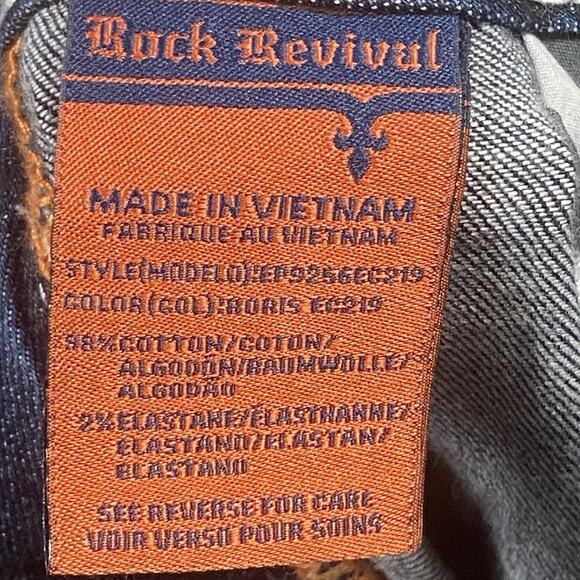 Rock Revival
MADE IN VIETNAM
FABRIQUE AU VIETNAM
STYLE(MODELO):EP9256EC219
COLOR(COL):BORIS EC219
98%COTTON/COTON/
ALGODÓN/BAUMWOLLE/
ALGODÃO
2%ELASTANE/ÉLASTHANNE/
ELASTANO/ELASTAN/
ELASTANO
SEE REVERSE FOR CARE
VOIR VERSO POUR SOINS